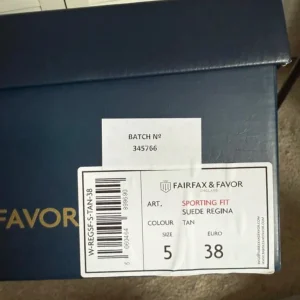 FAVOR
BATCH Nº
345766
W-REGSF-S-TAN-38
FAIRFAX & FAVOR
ART. SPORTING FIT
SUEDE REGINA
COLOUR TAN
SIZE EURO
5 38